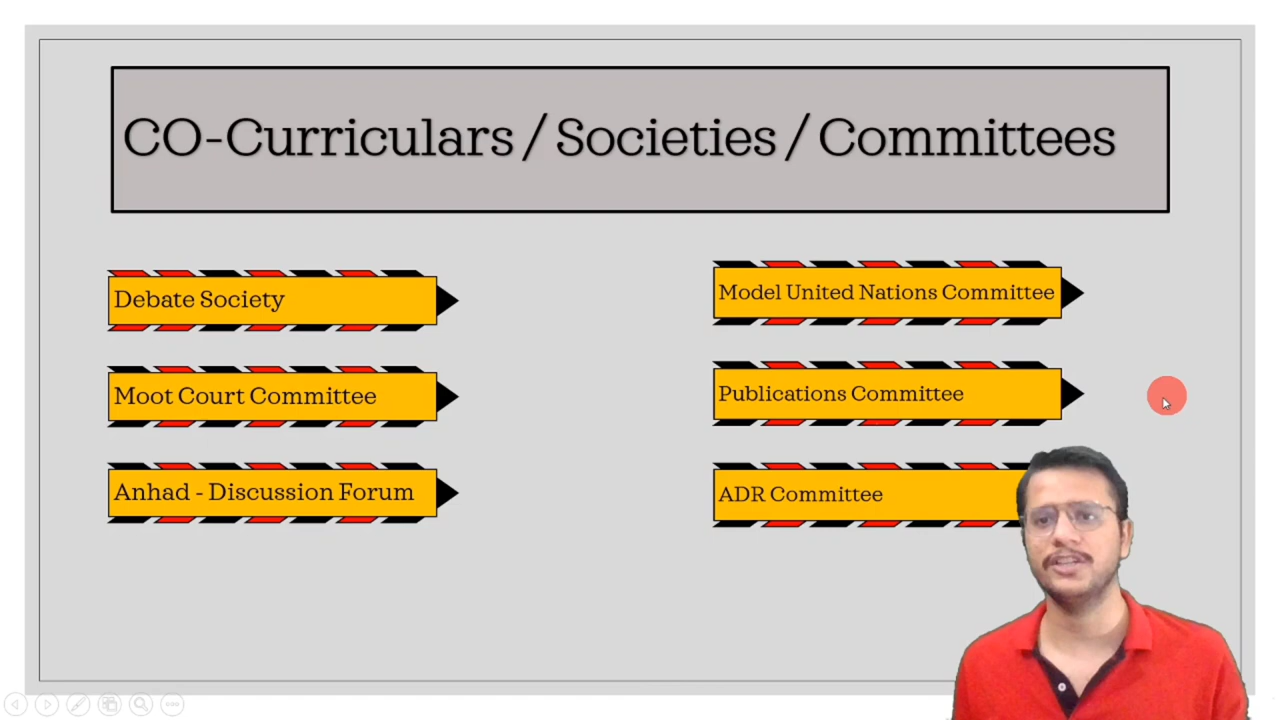 CO-Curriculars / Societies / Committees
Debate Society
Moot Court Committee
Anhad - Discussion Forum
Model United Nations Committee
Publications Committee
ADR Committee